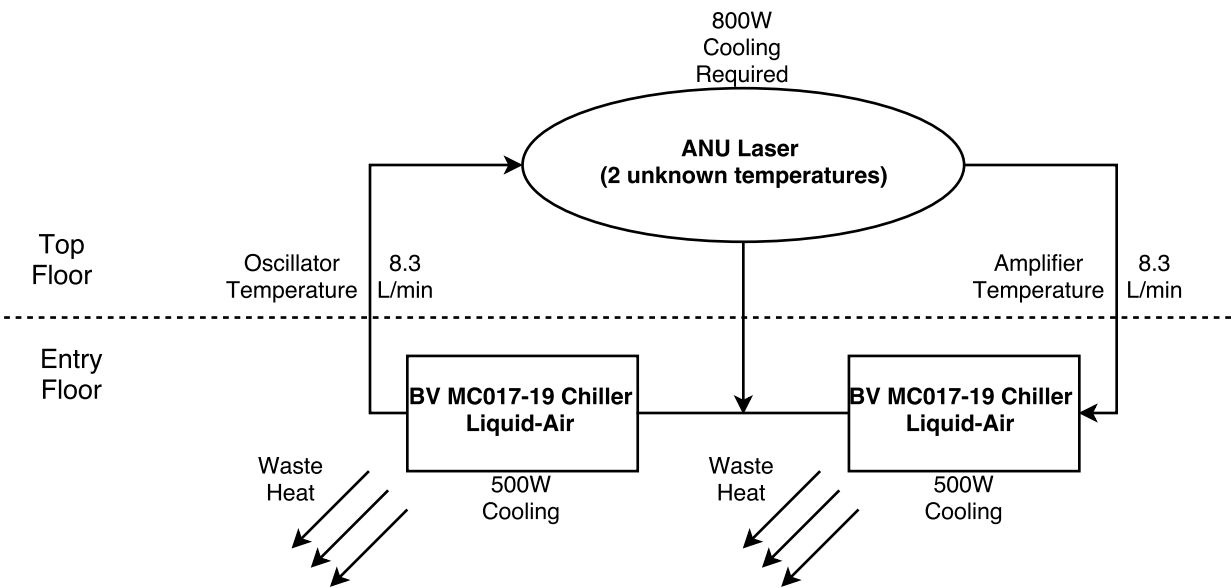 800W
Cooling
Required
ANU Laser
(2 unknown temperatures)
Top
Floor
Oscillator
Temperature
8.3
L/min
Amplifier
Temperature
8.3
L/min
Entry
Floor
BV MC017-19 Chiller
Liquid-Air
BV MC017-19 Chiller
Liquid-Air
Waste
Heat
500W
Cooling
Waste
Heat
500W
Cooling